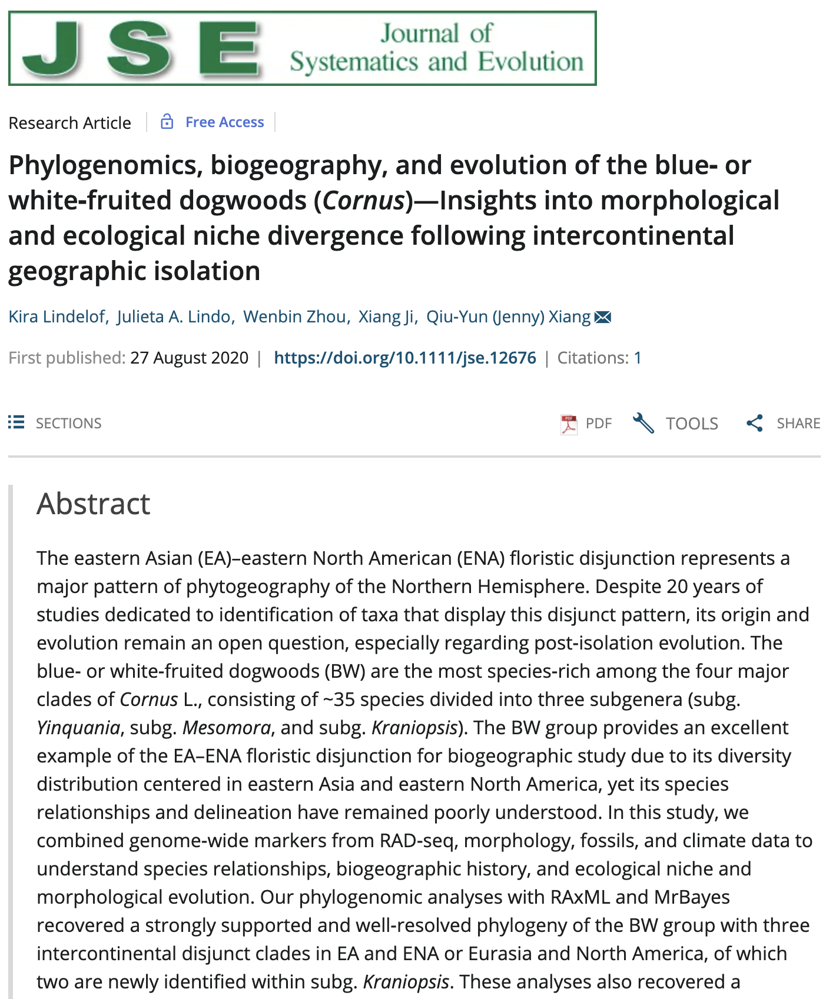 JSE Journal of
Systematics and Evolution
Research Article Free Access
Phylogenomics, biogeography, and evolution of the blue- or
white-fruited dogwoods (Cornus)—Insights into morphological
and ecological niche divergence following intercontinental
geographic isolation
Kira Lindelof, Julieta A. Lindo, Wenbin Zhou, Xiang Ji, Qiu-Yun (Jenny) Xiang
First published: 27 August 2020 | https://doi.org/10.1111/jse.12676 | Citations: 1
SECTIONS PDF TOOLS SHARE
Abstract
The eastern Asian (EA)–eastern North American (ENA) floristic disjunction represents a
major pattern of phytogeography of the Northern Hemisphere. Despite 20 years of
studies dedicated to identification of taxa that display this disjunct pattern, its origin and
evolution remain an open question, especially regarding post-isolation evolution. The
blue- or white-fruited dogwoods (BW) are the most species-rich among the four major
clades of Cornus L., consisting of ~35 species divided into three subgenera (subg.
Yinquania, subg. Mesomora, and subg. Kraniopsis). The BW group provides an excellent
example of the EA–ENA floristic disjunction for biogeographic study due to its diversity
distribution centered in eastern Asia and eastern North America, yet its species
relationships and delineation have remained poorly understood. In this study, we
combined genome-wide markers from RAD-seq, morphology, fossils, and climate data to
understand species relationships, biogeographic history, and ecological niche and
morphological evolution. Our phylogenomic analyses with RAxML and MrBayes
recovered a strongly supported and well-resolved phylogeny of the BW group with three
intercontinental disjunct clades in EA and ENA or Eurasia and North America, of which
two are newly identified within subg. Kraniopsis. These analyses also recovered a